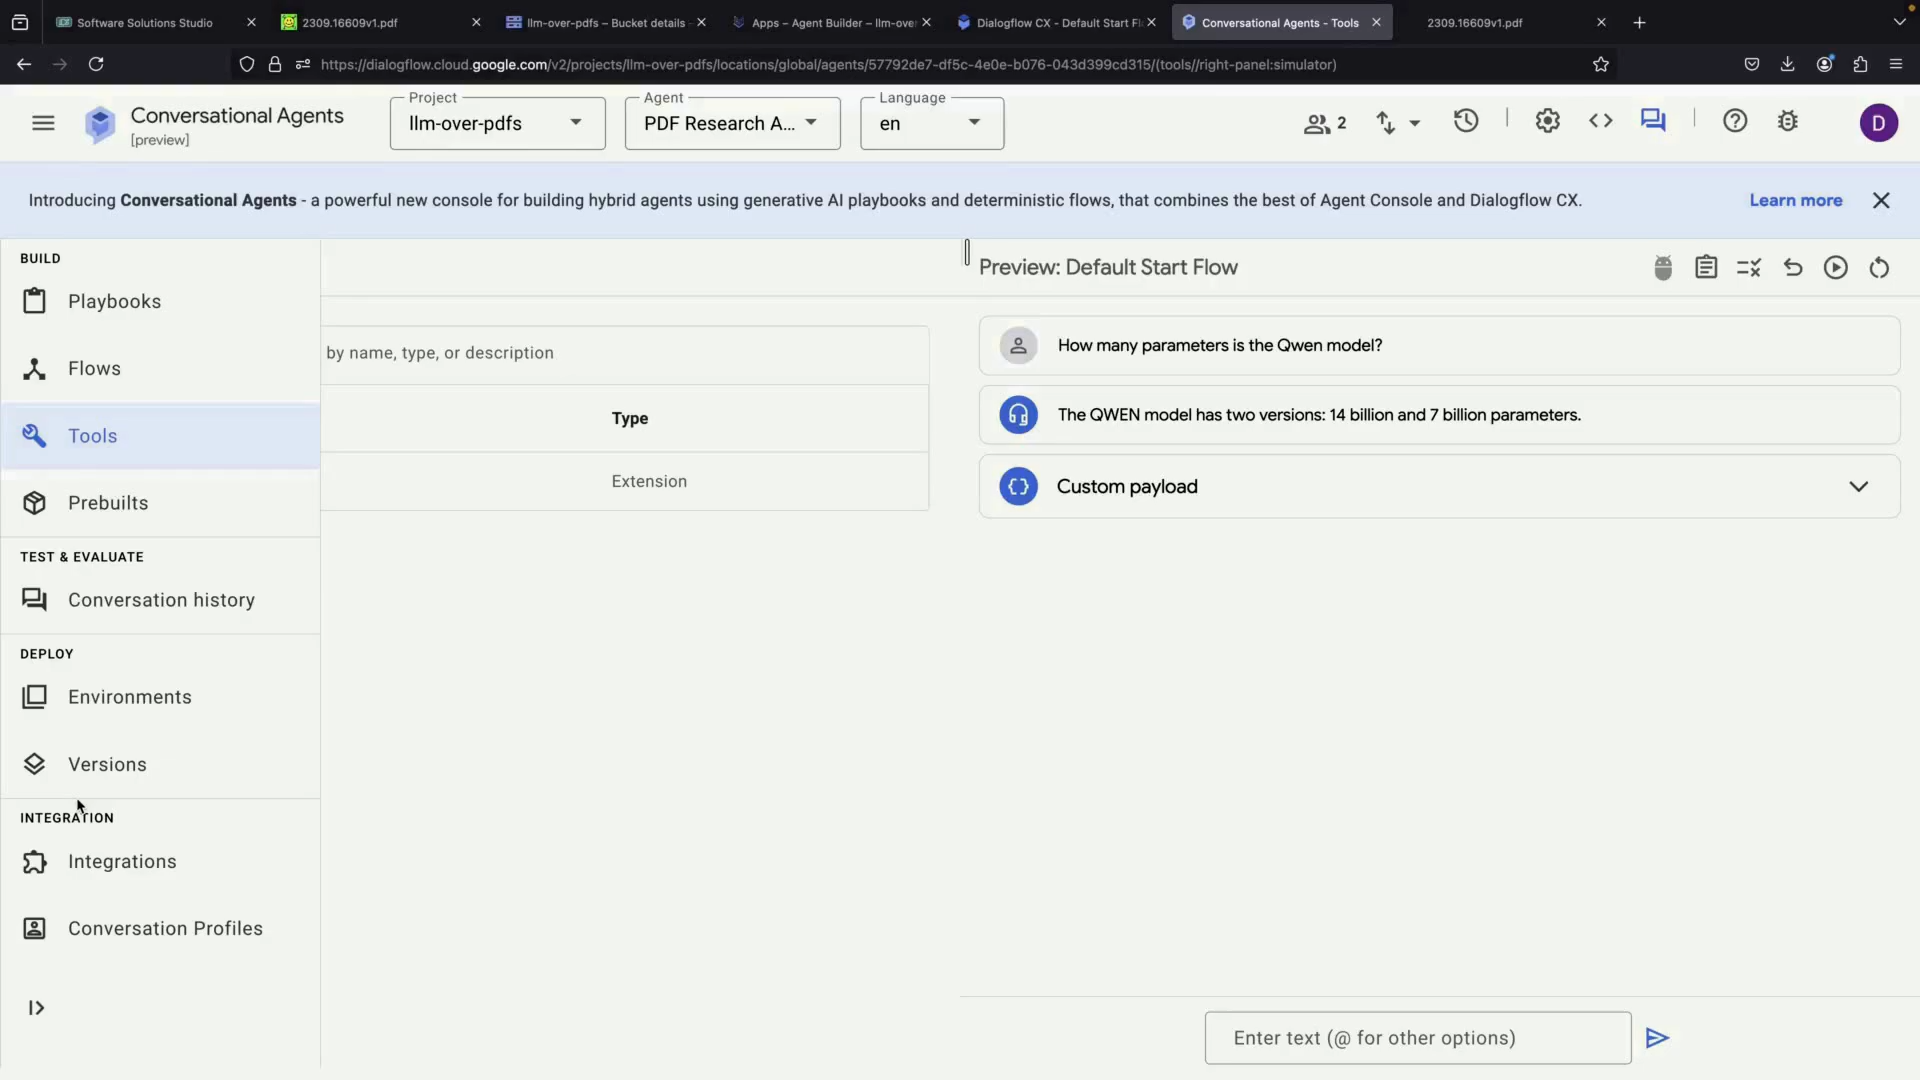 Software Solutions Studio
2309.16609v1.pdf
llm-over-pdfs – Bucket details
Apps – Agent Builder – llm-over
Dialogflow CX - Default Start Fl
Conversational Agents - Tools
2309.16609v1.pdf
https://dialogflow.cloud.google.com/v2/projects/llm-over-pdfs/locations/global/agents/57792de7-df5c-4e0e-b076-043d399cd315/(tools//right-panel:simulator)
Conversational Agents
[preview]
Project
llm-over-pdfs
Agent
PDF Research A...
Language
en
2
D
Introducing Conversational Agents - a powerful new console for building hybrid agents using generative AI playbooks and deterministic flows, that combines the best of Agent Console and Dialogflow CX.
Learn more
BUILD
Playbooks
Flows
Tools
Prebuilts
TEST & EVALUATE
Conversation history
DEPLOY
Environments
Versions
INTEGRATION
Integrations
Conversation Profiles
by name, type, or description
Type
Extension
Preview: Default Start Flow
How many parameters is the Qwen model?
The QWEN model has two versions: 14 billion and 7 billion parameters.
Custom payload
Enter text (@ for other options)